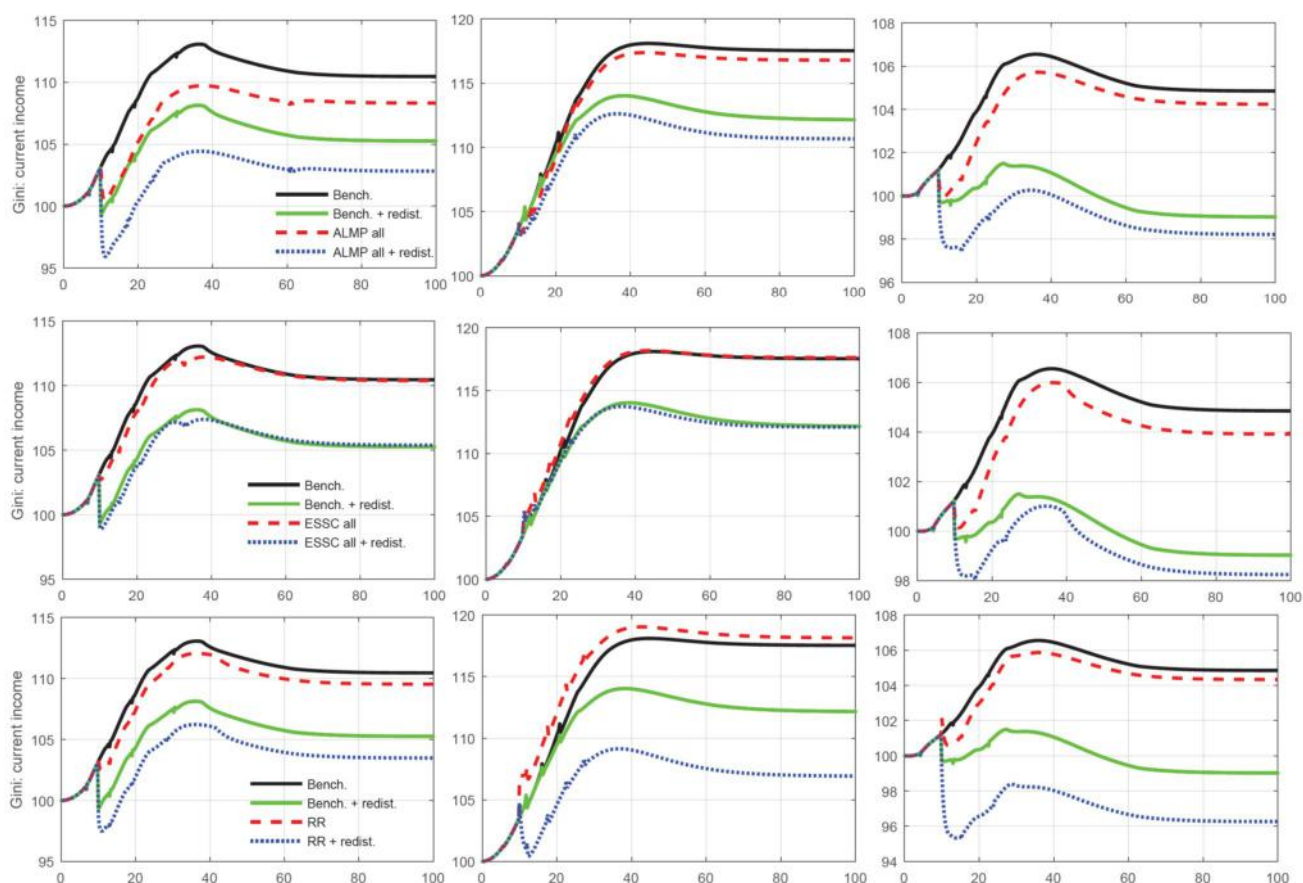 115
110
105
100
95
Gini: current income
Bench.
Bench. + redist.
ALMP all
ALMP all + redist.
0 20 40 60 80 100
120
115
110
105
100
0 20 40 60 80 100
108
106
104
102
100
98
96
0 20 40 60 80 100
115
110
105
100
95
Gini: current income
Bench.
Bench. + redist.
ESSC all
ESSC all + redist.
0 20 40 60 80 100
120
115
110
105
100
0 20 40 60 80 100
108
106
104
102
100
98
0 20 40 60 80 100
115
110
105
100
95
Gini: current income
Bench.
Bench. + redist.
RR
RR + redist.
0 20 40 60 80 100
120
115
110
105
100
0 20 40 60 80 100
108
106
104
102
100
98
96
94
0 20 40 60 80 100